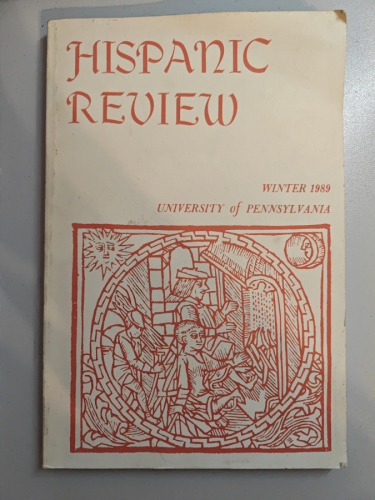 HISPANIC
REVIEW
WINTER 1989
UNIVERSITY of PENNSYLVANIA